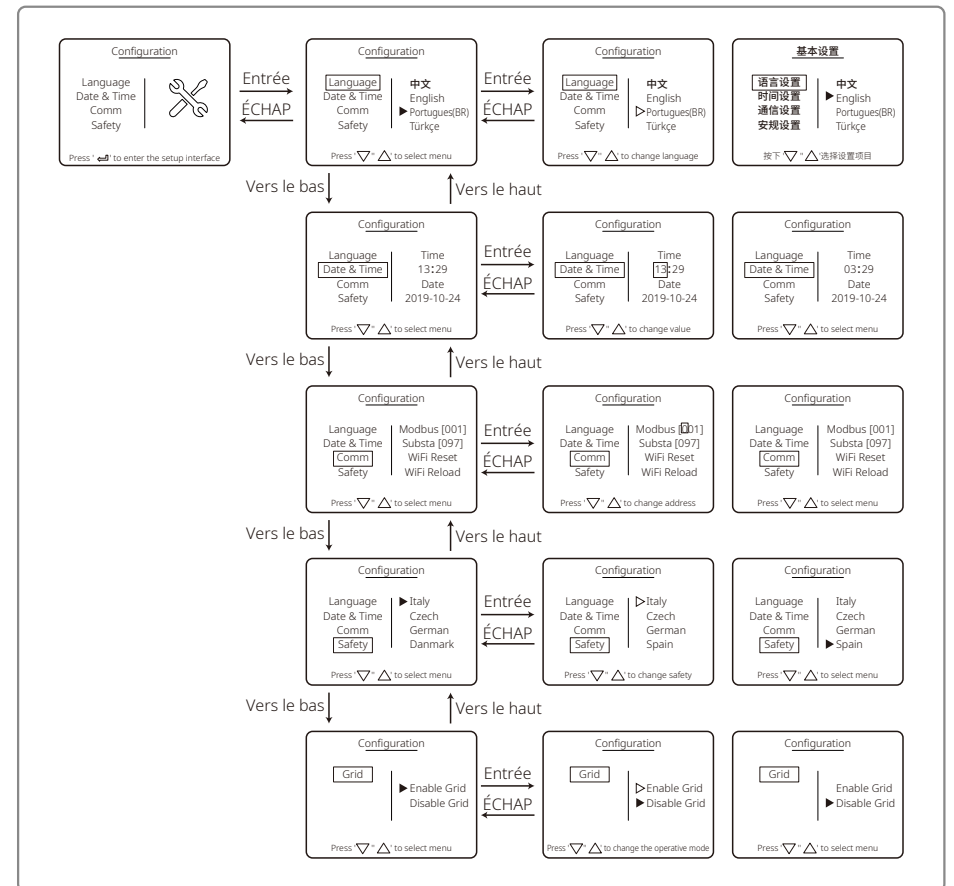 Configuration
Language
Date & Time
Comm
Safety
Press ' ' to enter the setup interface
Entrée
ÉCHAP
Configuration
Language
Date & Time
Comm
Safety
中文
English
Portugues(BR)
Türkçe
Press ' " ' to select menu
Entrée
ÉCHAP
Configuration
Language
Date & Time
Comm
Safety
中文
English
Portugues(BR)
Türkçe
Press ' " ' to change language
基本设置
语言设置
时间设置
通信设置
安规设置
中文
English
Portugues(BR)
Türkçe
按下 ' " '选择设置项目
Vers le bas
Vers le haut
Configuration
Language
Date & Time
Comm
Safety
Time
13:29
Date
2019-10-24
Press ' " ' to select menu
Entrée
ÉCHAP
Configuration
Language
Date & Time
Comm
Safety
Time
13:29
Date
2019-10-24
Press ' " ' to change value
Configuration
Language
Date & Time
Comm
Safety
Time
03:29
Date
2019-10-24
Press ' " ' to select menu
Vers le bas
Vers le haut
Configuration
Language
Date & Time
Comm
Safety
Modbus [001]
Substa [097]
WiFi Reset
WiFi Reload
Press ' " ' to select menu
Entrée
ÉCHAP
Configuration
Language
Date & Time
Comm
Safety
Modbus [001]
Substa [097]
WiFi Reset
WiFi Reload
Press ' " ' to change address
Configuration
Language
Date & Time
Comm
Safety
Modbus [001]
Substa [097]
WiFi Reset
WiFi Reload
Press ' " ' to select menu
Vers le bas
Vers le haut
Configuration
Language
Date & Time
Comm
Safety
Italy
Czech
German
Danmark
Press ' " ' to select menu
Entrée
ÉCHAP
Configuration
Language
Date & Time
Comm
Safety
Italy
Czech
German
Spain
Press ' " ' to change safety
Configuration
Language
Date & Time
Comm
Safety
Italy
Czech
German
Spain
Press ' " ' to select menu
Vers le bas
Vers le haut
Configuration
Grid
Enable Grid
Disable Grid
Press ' " ' to select menu
Entrée
ÉCHAP
Configuration
Grid
Enable Grid
Disable Grid
Press ' " ' to change the operative mode
Configuration
Grid
Enable Grid
Disable Grid
Press ' " ' to select menu